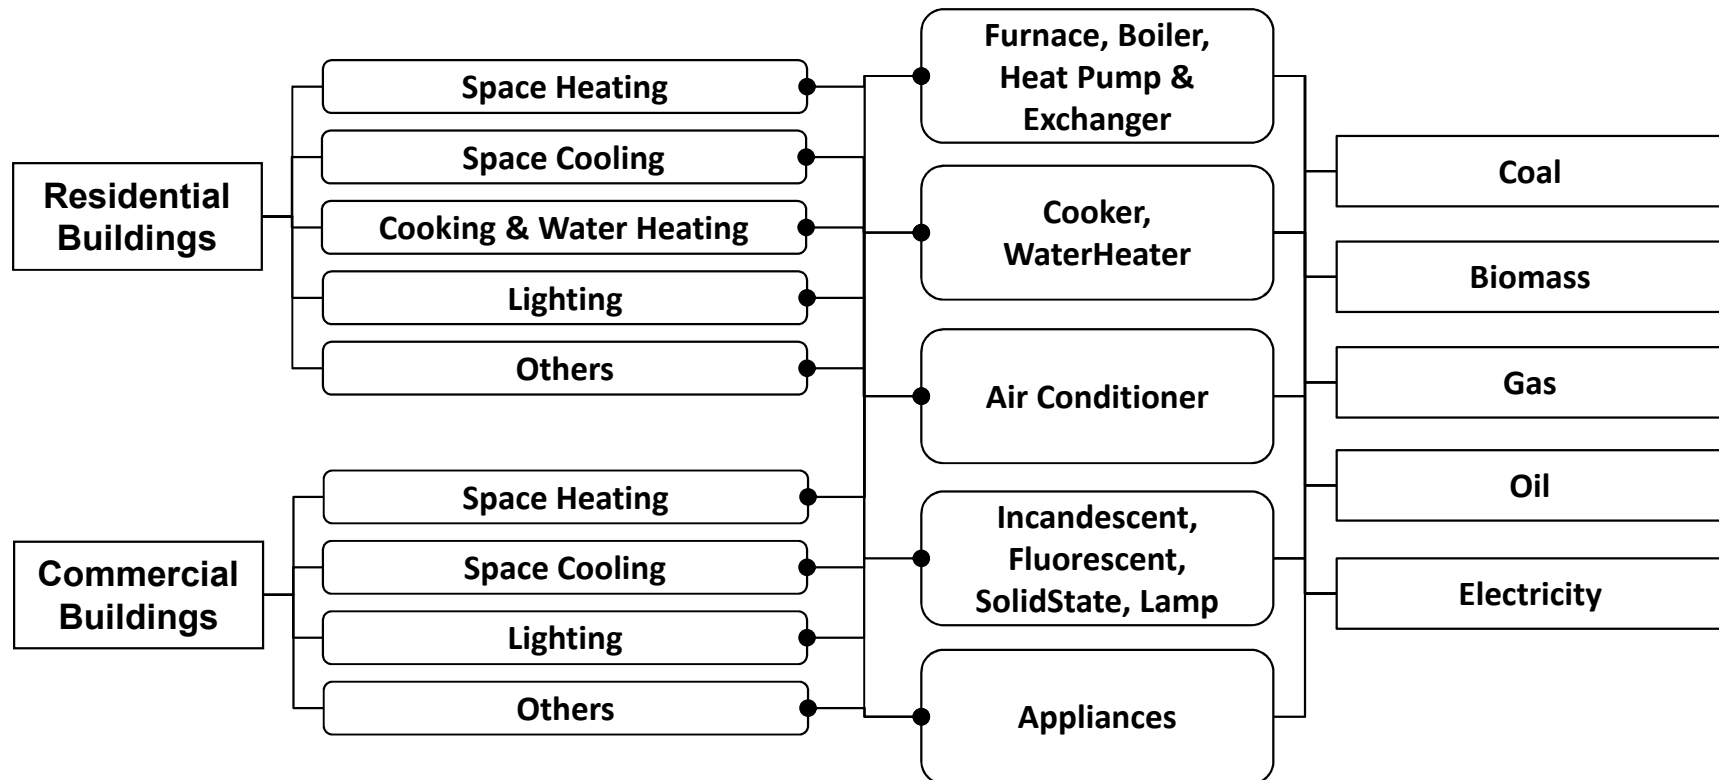 Residential
Buildings
Space Heating
Space Cooling
Cooking & Water Heating
Lighting
Others
Commercial
Buildings
Space Heating
Space Cooling
Lighting
Others
Furnace, Boiler,
Heat Pump &
Exchanger
Cooker,
WaterHeater
Air Conditioner
Incandescent,
Fluorescent,
SolidState, Lamp
Appliances
Coal
Biomass
Gas
Oil
Electricity